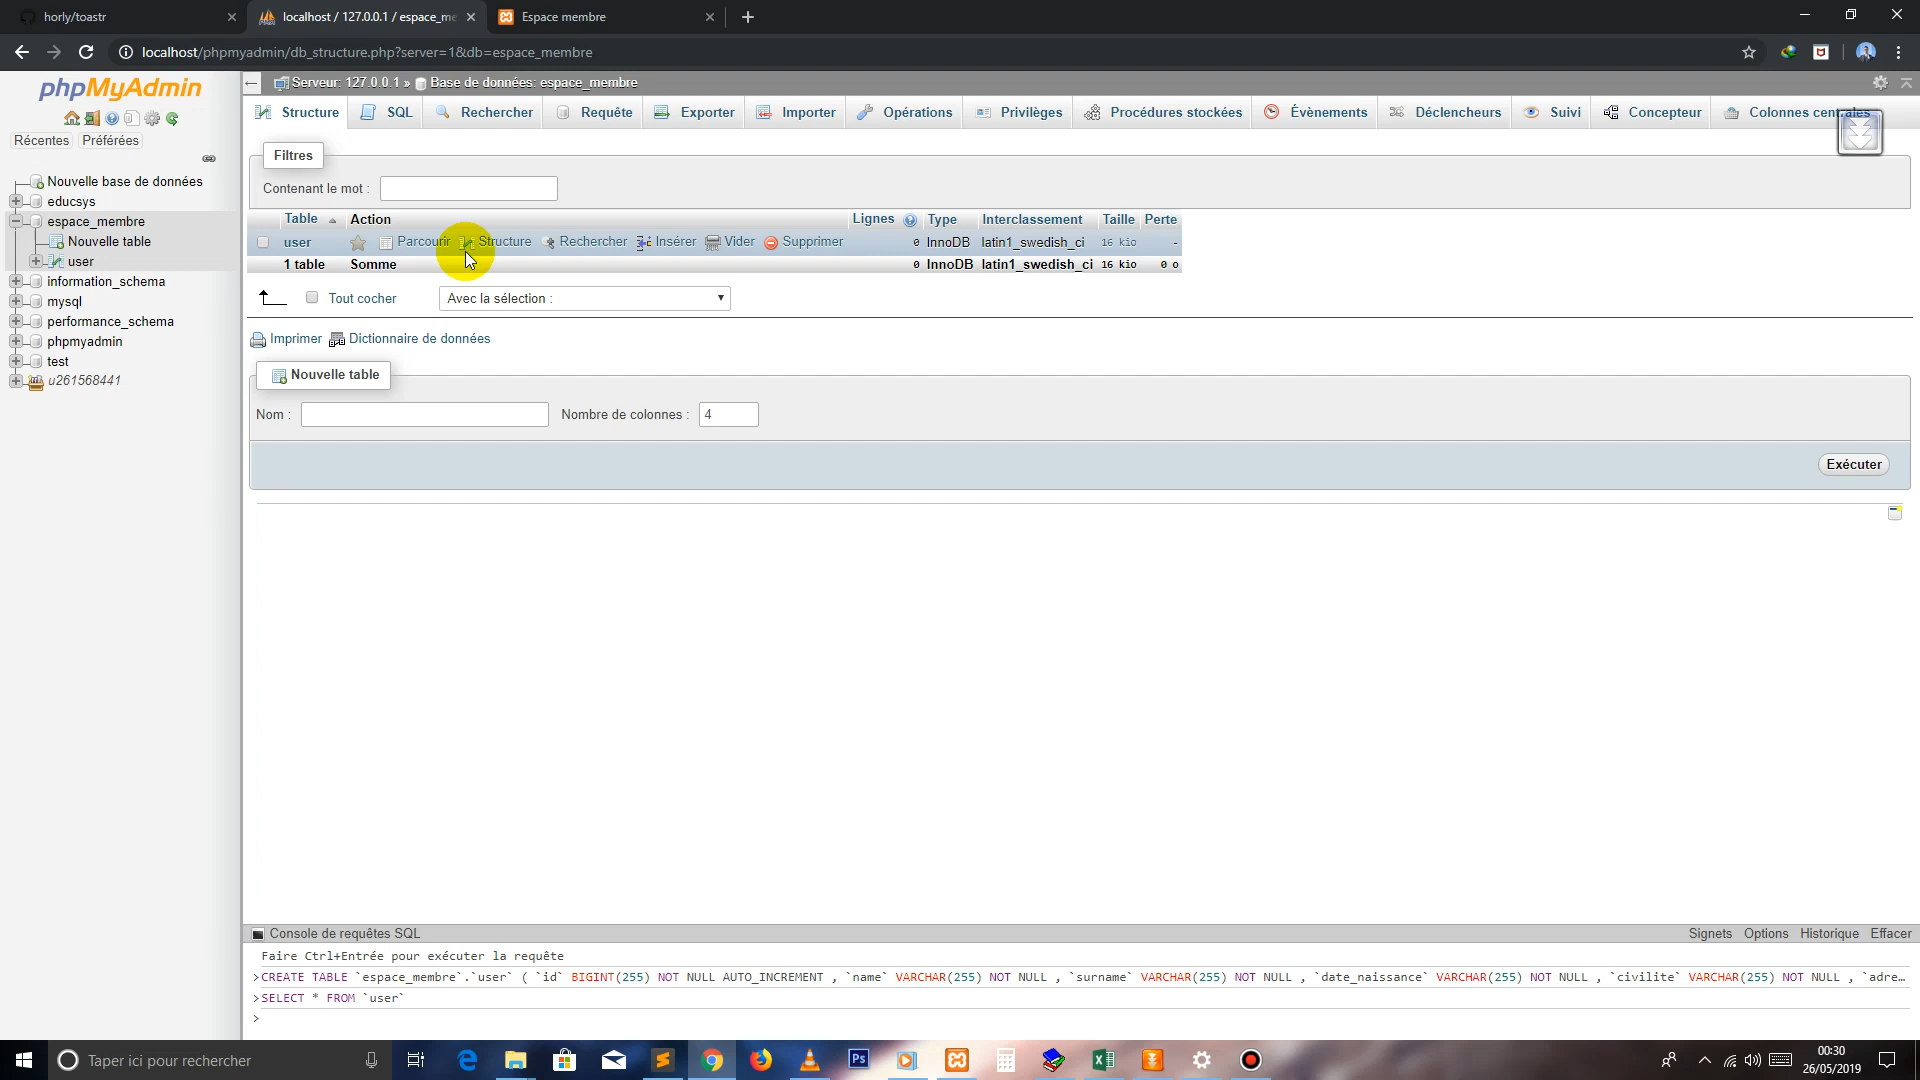 horly/toastr
localhost / 127.0.0.1 / espace_me
Espace membre
localhost/phpmyadmin/db_structure.php?server=1&db=espace_membre
phpMyAdmin
Récentes Préférées
Nouvelle base de données
educsys
espace_membre
Nouvelle table
user
information_schema
mysql
performance_schema
phpmyadmin
test
u261568441
Serveur: 127.0.0.1 » Base de données: espace_membre
Structure SQL Rechercher Requête Exporter Importer Opérations Privilèges Procédures stockées Évènements Déclencheurs Suivi Concepteur Colonnes centrales
Filtres
Contenant le mot :
Table Action Lignes Type Interclassement Taille Perte
user Parcourir Structure Rechercher Insérer Vider Supprimer 0 InnoDB latin1_swedish_ci 16 kio -
1 table Somme 0 InnoDB latin1_swedish_ci 16 kio 0 o
Tout cocher Avec la sélection :
Imprimer Dictionnaire de données
Nouvelle table
Nom : Nombre de colonnes : 4
Exécuter
Console de requêtes SQL Signets Options Historique Effacer
Faire Ctrl+Entrée pour exécuter la requête
>CREATE TABLE `espace_membre`.`user` ( `id` BIGINT(255) NOT NULL AUTO_INCREMENT , `name` VARCHAR(255) NOT NULL , `surname` VARCHAR(255) NOT NULL , `date_naissance` VARCHAR(255) NOT NULL , `civilite` VARCHAR(255) NOT NULL , `adre…
>SELECT * FROM `user`
>
Taper ici pour rechercher
Ps
00:30
26/05/2019